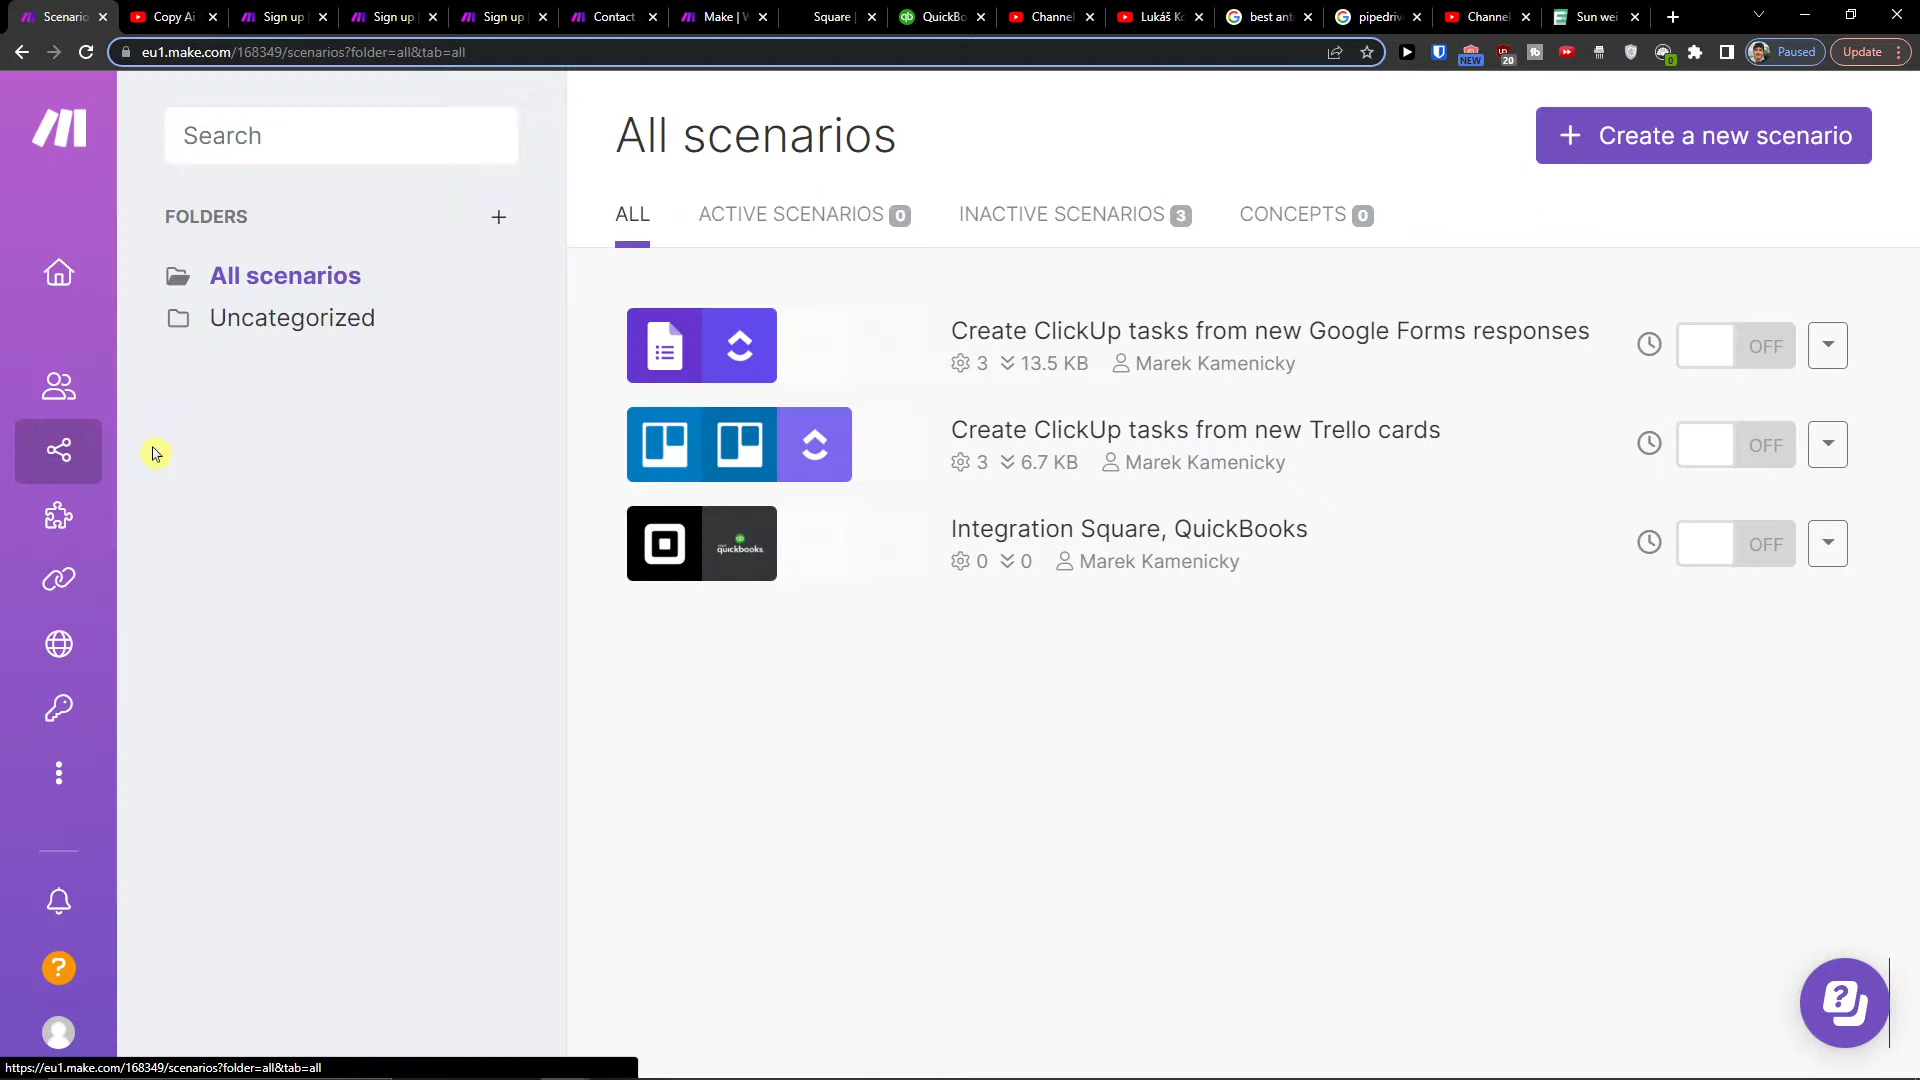 Scenario
Copy Ai
Sign up
Sign up
Sign up
Contact
Make | V
Square |
QuickBo
Channel
Lukáš Ko
best ant
pipedriv
Channel
Sun wei
eu1.make.com/168349/scenarios?folder=all&tab=all
NEW
20
0
Paused
Update
Search
FOLDERS
All scenarios
Uncategorized
All scenarios
Create a new scenario
ALL
ACTIVE SCENARIOS 0
INACTIVE SCENARIOS 3
CONCEPTS 0
Create ClickUp tasks from new Google Forms responses
3 13.5 KB Marek Kamenicky
OFF
Create ClickUp tasks from new Trello cards
3 6.7 KB Marek Kamenicky
OFF
quickbooks
Integration Square, QuickBooks
0 0 Marek Kamenicky
OFF
https://eu1.make.com/168349/scenarios?folder=all&tab=all